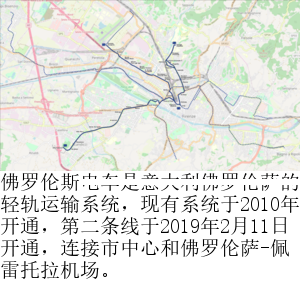 佛罗伦斯电车是意大利佛罗伦萨的
轻轨运输系统，现有系统于2010年
开通，第二条线于2019年2月11日
开通，连接市中心和佛罗伦萨-佩
雷托拉机场。